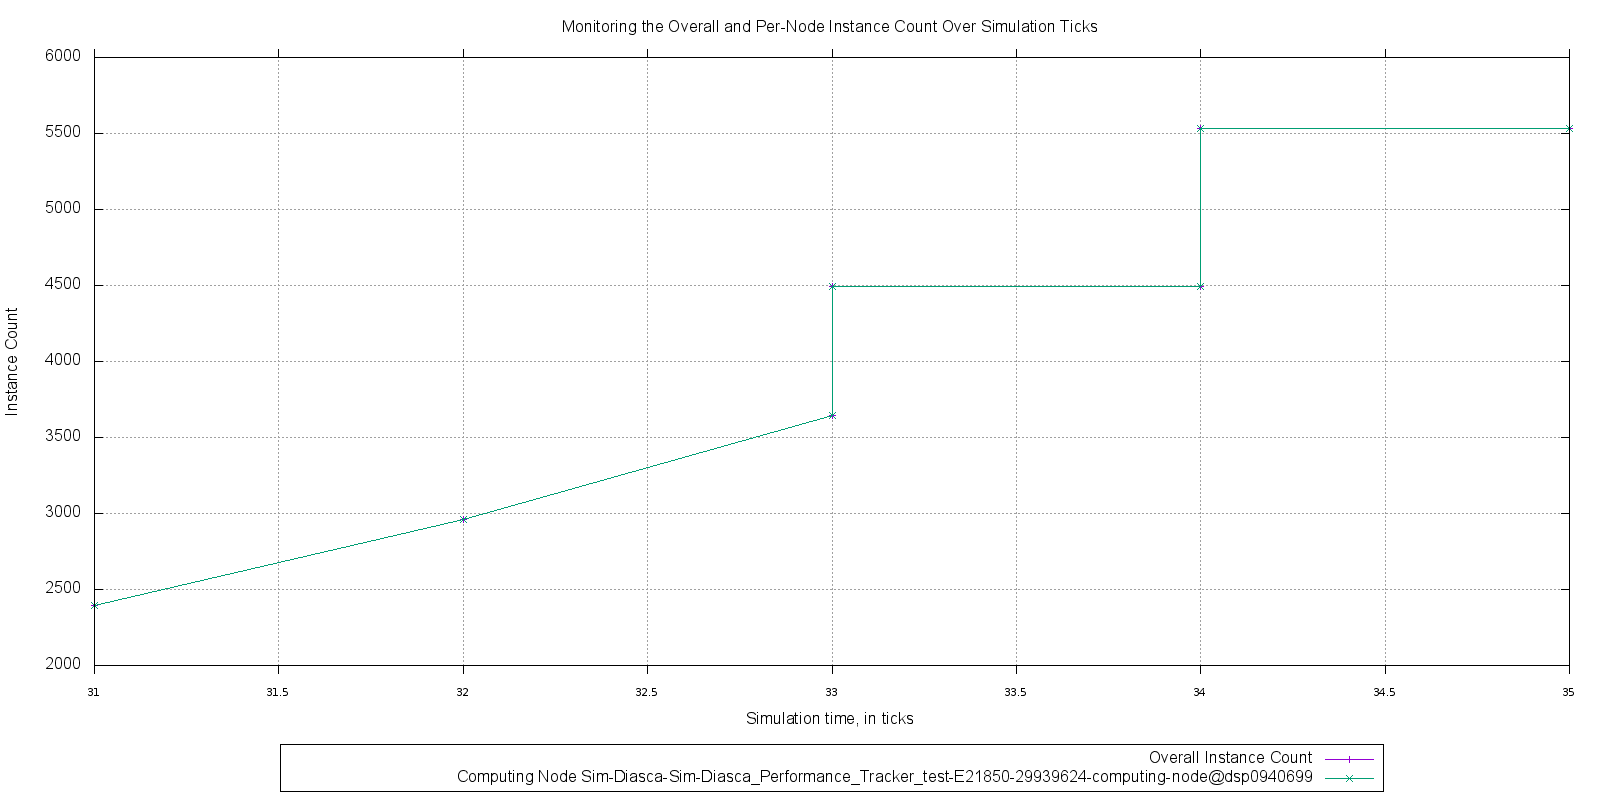 Monitoring the Overall and Per-Node Instance Count Over Simulation Ticks
6000
5500
5000
4500
4000
3500
3000
2500
2000
Instance Count
31 31.5 32 32.5 33 33.5 34 34.5 35
Simulation time, in ticks
Overall Instance Count
Computing Node Sim-Diasca-Sim-Diasca_Performance_Tracker_test-E21850-29939624-computing-node@dsp0940699